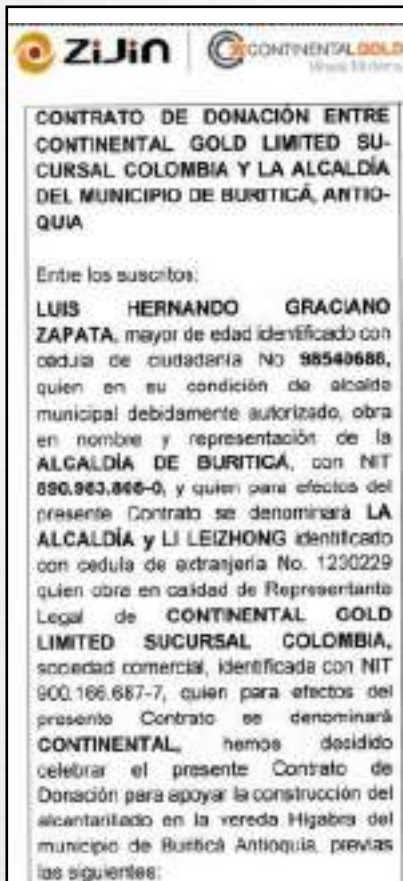 ZiJin CONTINENTAL GOLD
CONTRATO DE DONACIÓN ENTRE
CONTINENTAL GOLD LIMITED SU-
CURSAL COLOMBIA Y LA ALCALDÍA
DEL MUNICIPIO DE BURITICÁ, ANTIO-
QUIA
Entre los suscritos:
LUIS HERNANDO GRACIANO
ZAPATA, mayor de edad identificado con
cedula de ciudadanía No 98540686,
quien en su condición de alcalde
municipal debidamente autorizado, obra
en nombre y representación de la
ALCALDÍA DE BURITICÁ, con NIT
890.983.808-0, y quien para efectos del
presente Contrato se denominará LA
ALCALDÍA y LI LEIZHONG identificado
con cedula de extranjería No. 1230229
quien obra en calidad de Representante
Legal de CONTINENTAL GOLD
LIMITED SUCURSAL COLOMBIA,
sociedad comercial, identificada con NIT
900.166.687-7, quien para efectos del
presente Contrato se denominará
CONTINENTAL, hemos decidido
celebrar el presente Contrato de
Donación para apoyar la construcción del
alcantarillado en la vereda Higabra del
municipio de Buriticá Antioquia, previas
las siguientes: